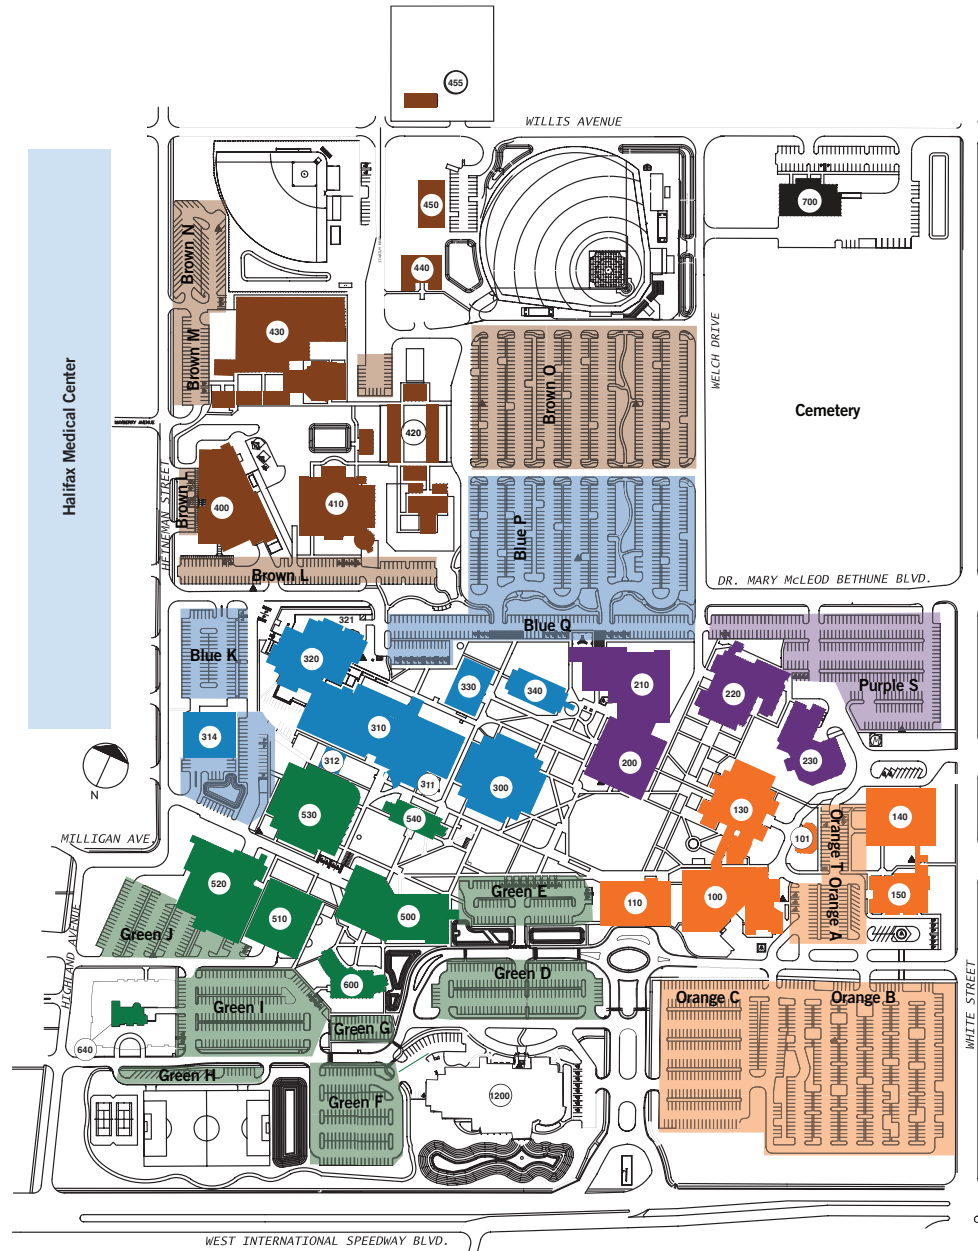 455
WILLIS AVENUE
700
450
440
Brown N
430
Brown M
WELCH DRIVE
Brown O
Cemetery
Halifax Medical Center
420
HEINEMAN STREET
Brown L
400
410
Blue P
Brown L
DR. MARY McLEOD BETHUNE BLVD.
321
Blue Q
Blue K
320
330
340
210
220
Purple S
310
314
312
311
300
200
230
N
530
540
130
101
140
Orange T
MILLIGAN AVE.
520
510
500
Green E
110
100
150
Orange A
Green J
HIGHLAND AVENUE
600
Green D
Green I
Green G
Orange C
Orange B
WHITE STREET
640
Green H
Green F
1200
WEST INTERNATIONAL SPEEDWAY BLVD.